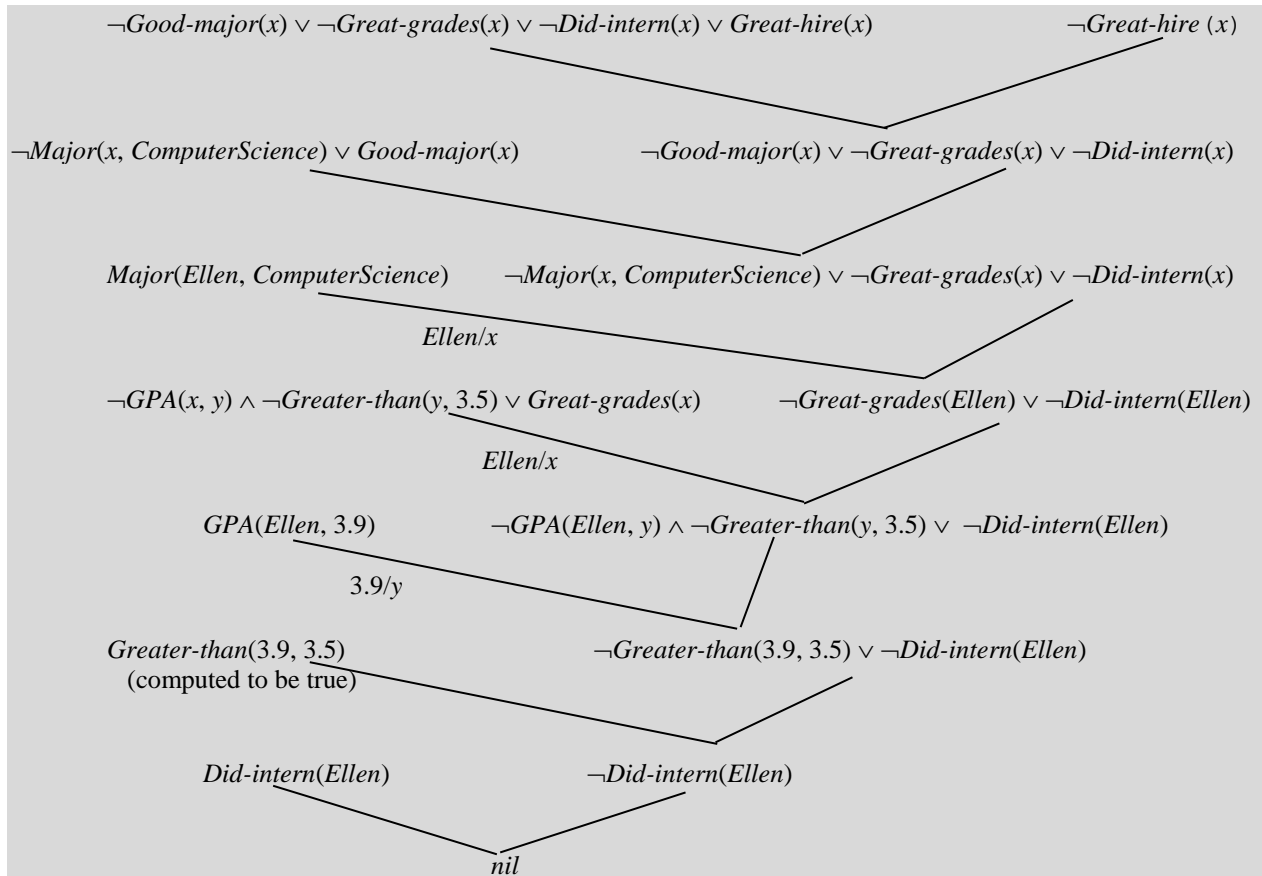 ¬Good-major(x) ∨ ¬Great-grades(x) ∨ ¬Did-intern(x) ∨ Great-hire(x) ¬Great-hire (x)
¬Major(x, ComputerScience) ∨ Good-major(x) ¬Good-major(x) ∨ ¬Great-grades(x) ∨ ¬Did-intern(x)
Major(Ellen, ComputerScience) ¬Major(x, ComputerScience) ∨ ¬Great-grades(x) ∨ ¬Did-intern(x)
Ellen/x
¬GPA(x, y) ∧ ¬Greater-than(y, 3.5) ∨ Great-grades(x) ¬Great-grades(Ellen) ∨ ¬Did-intern(Ellen)
Ellen/x
GPA(Ellen, 3.9) ¬GPA(Ellen, y) ∧ ¬Greater-than(y, 3.5) ∨ ¬Did-intern(Ellen)
3.9/y
Greater-than(3.9, 3.5) ¬Greater-than(3.9, 3.5) ∨ ¬Did-intern(Ellen)
(computed to be true)
Did-intern(Ellen) ¬Did-intern(Ellen)
nil